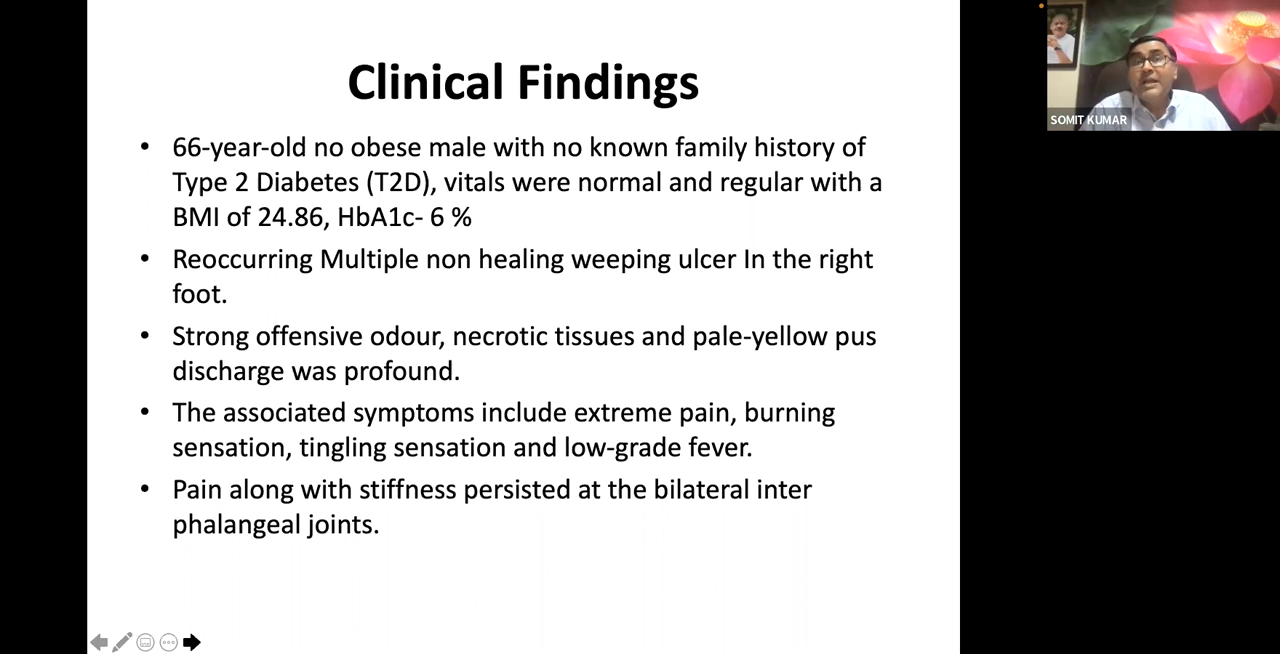 Clinical Findings
• 66-year-old no obese male with no known family history of
Type 2 Diabetes (T2D), vitals were normal and regular with a
BMI of 24.86, HbA1c- 6 %
• Reoccurring Multiple non healing weeping ulcer In the right
foot.
• Strong offensive odour, necrotic tissues and pale-yellow pus
discharge was profound.
• The associated symptoms include extreme pain, burning
sensation, tingling sensation and low-grade fever.
• Pain along with stiffness persisted at the bilateral inter
phalangeal joints.
SOMIT KUMAR